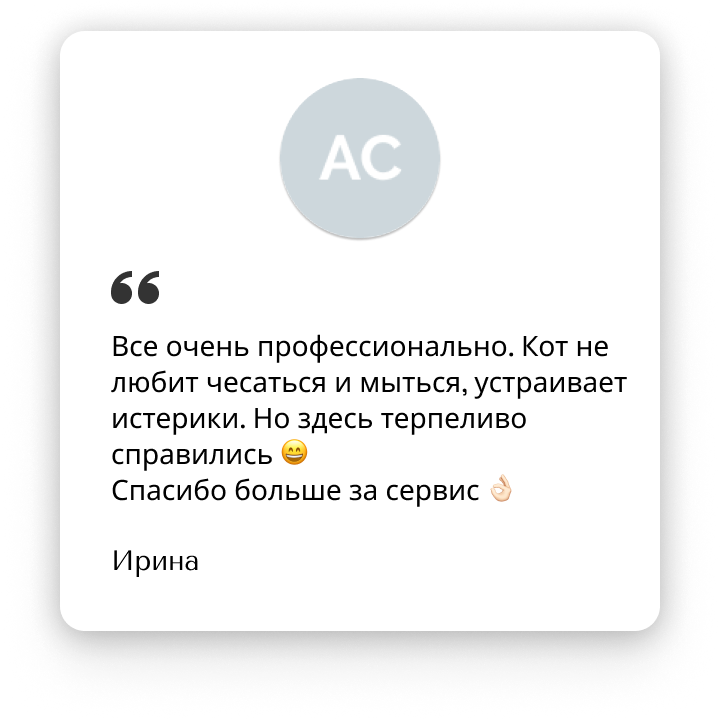 АС
“
Все очень профессионально. Кот не
любит чесаться и мыться, устраивает
истерики. Но здесь терпеливо
справились 😄
Спасибо больше за сервис 👌🏻
Ирина